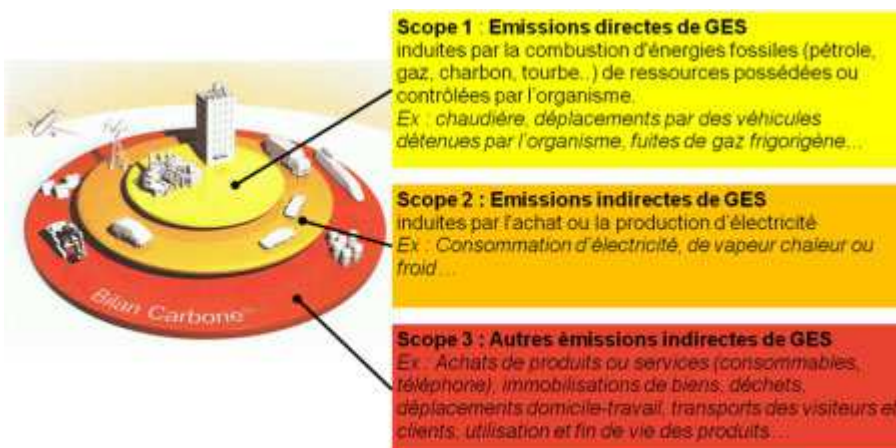 Scope 1 : Emissions directes de GES
induites par la combustion d'énergies fossiles (pétrole,
gaz, charbon, tourbe..) de ressources possédées ou
contrôlées par l'organisme.
Ex : chaudière, déplacements par des véhicules
détenues par l'organisme, fuites de gaz frigorigène...
Scope 2 : Emissions indirectes de GES
induites par l'achat ou la production d'électricité
Ex : Consommation d'électricité, de vapeur chaleur ou
froid...
Bilan Carbone™
Scope 3 : Autres émissions indirectes de GES
Ex : Achats de produits ou services (consommables,
téléphone), immobilisations de biens, déchets,
déplacements domicile-travail, transports des visiteurs et
clients, utilisation et fin de vie des produits...